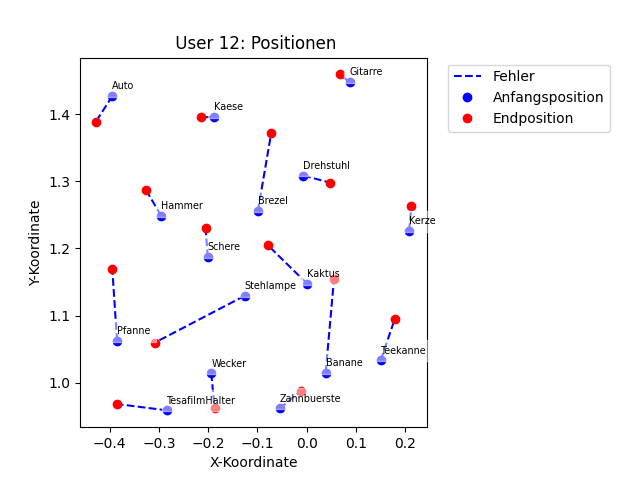 User 12: Positionen
Fehler
Anfangsposition
Endposition
Gitarre
Auto
Kaese
Drehstuhl
Hammer
Brezel
Kerze
Schere
Kaktus
Stehlampe
Pfanne
Teekanne
Wecker
Banane
TesafilmHalter
Zahnbuerste
1.4
1.3
1.2
1.1
1.0
Y-Koordinate
−0.4 −0.3 −0.2 −0.1 0.0 0.1 0.2
X-Koordinate